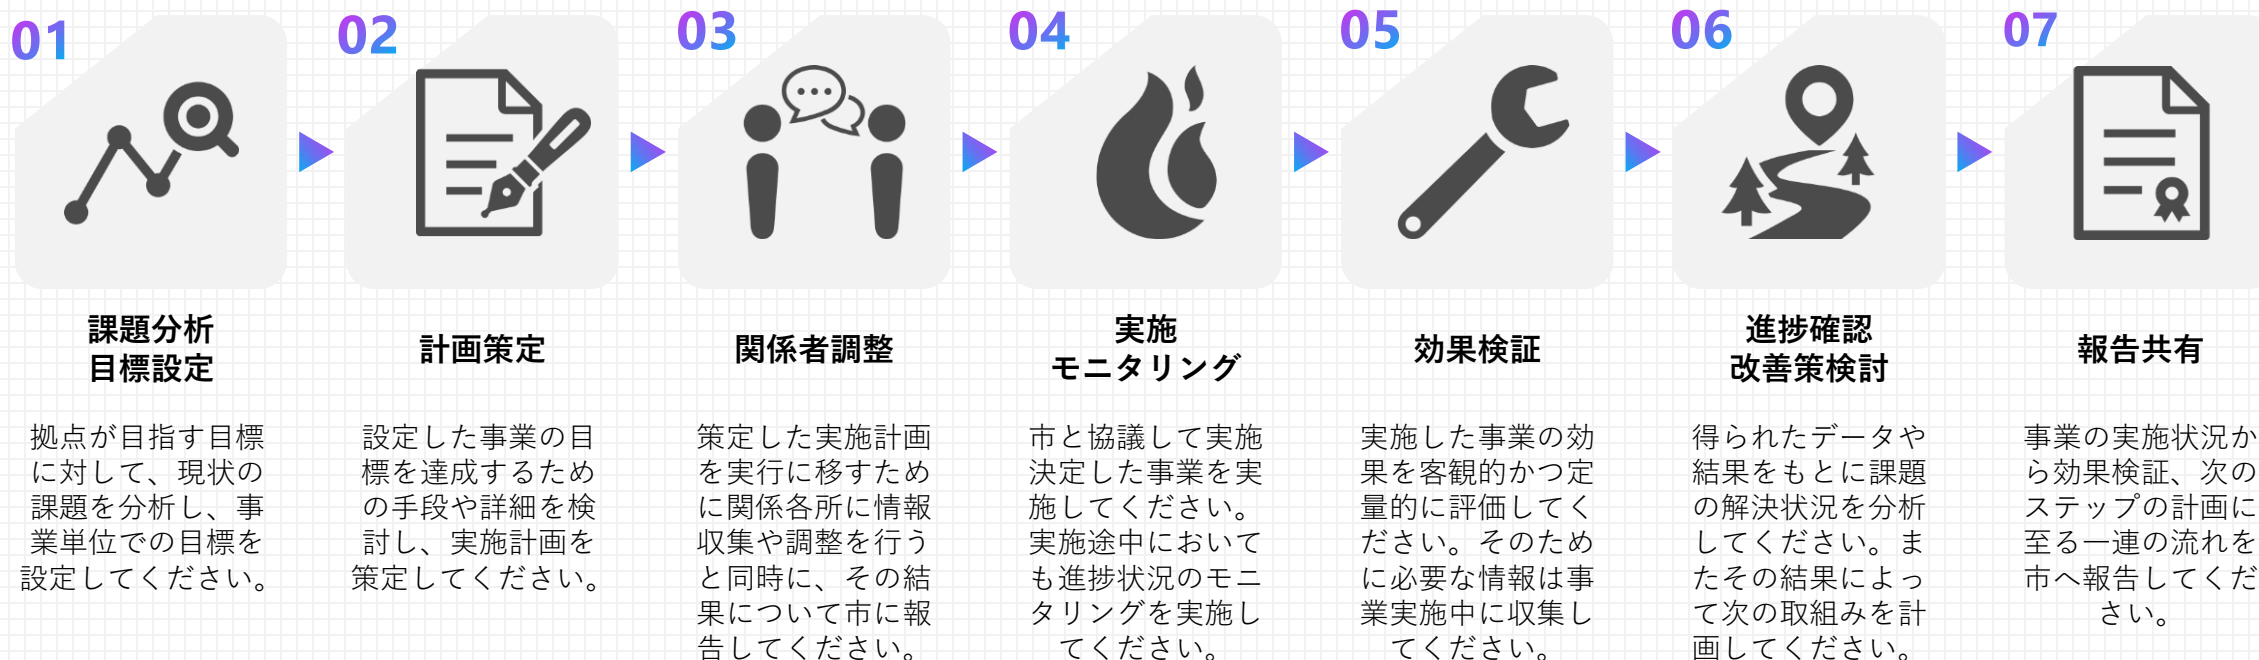 01
課題分析
目標設定
拠点が目指す目標
に対して、現状の
課題を分析し、事
業単位での目標を
設定してください。
02
計画策定
設定した事業の目
標を達成するため
の手段や詳細を検
討し、実施計画を
策定してください。
03
関係者調整
策定した実施計画
を実行に移すため
に関係各所に情報
収集や調整を行う
と同時に、その結
果について市に報
告してください。
04
実施
モニタリング
市と協議して実施
決定した事業を実
施してください。
実施途中において
も進捗状況のモニ
タリングを実施し
てください。
05
効果検証
実施した事業の効
果を客観的かつ定
量的に評価してく
ださい。そのため
に必要な情報は事
業実施中に収集し
てください。
06
進捗確認
改善策検討
得られたデータや
結果をもとに課題
の解決状況を分析
してください。ま
たその結果によっ
て次の取組みを計
画してください。
07
報告共有
事業の実施状況か
ら効果検証、次の
ステップの計画に
至る一連の流れを
市へ報告してくだ
さい。